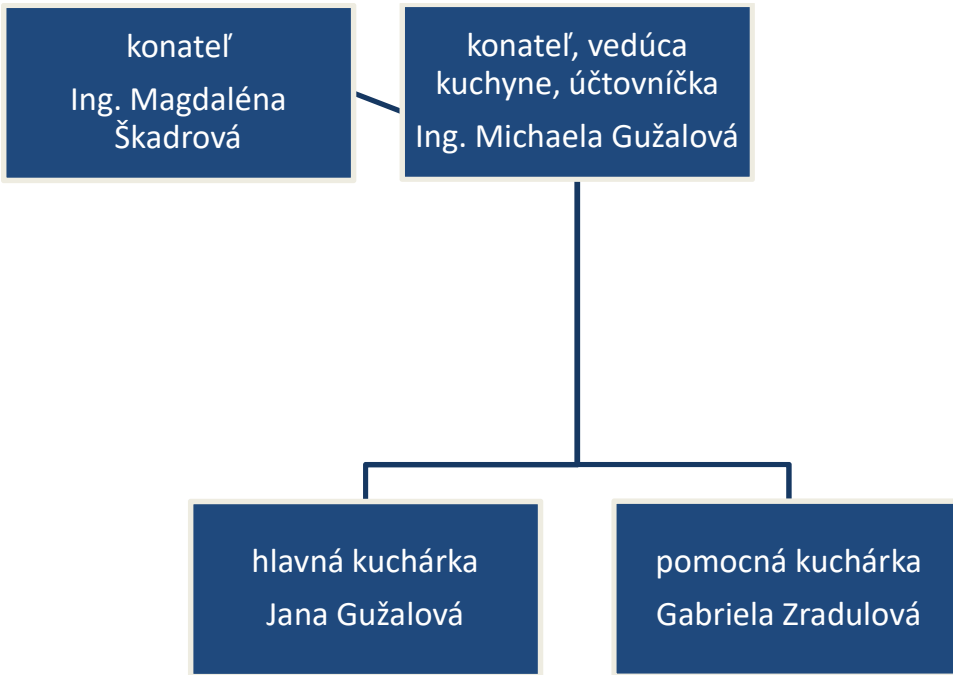 konateľ
Ing. Magdaléna
Škadrová
konateľ, vedúca
kuchyne, účtovníčka
Ing. Michaela Gužalová
hlavná kuchárka
Jana Gužalová
pomocná kuchárka
Gabriela Zradulová